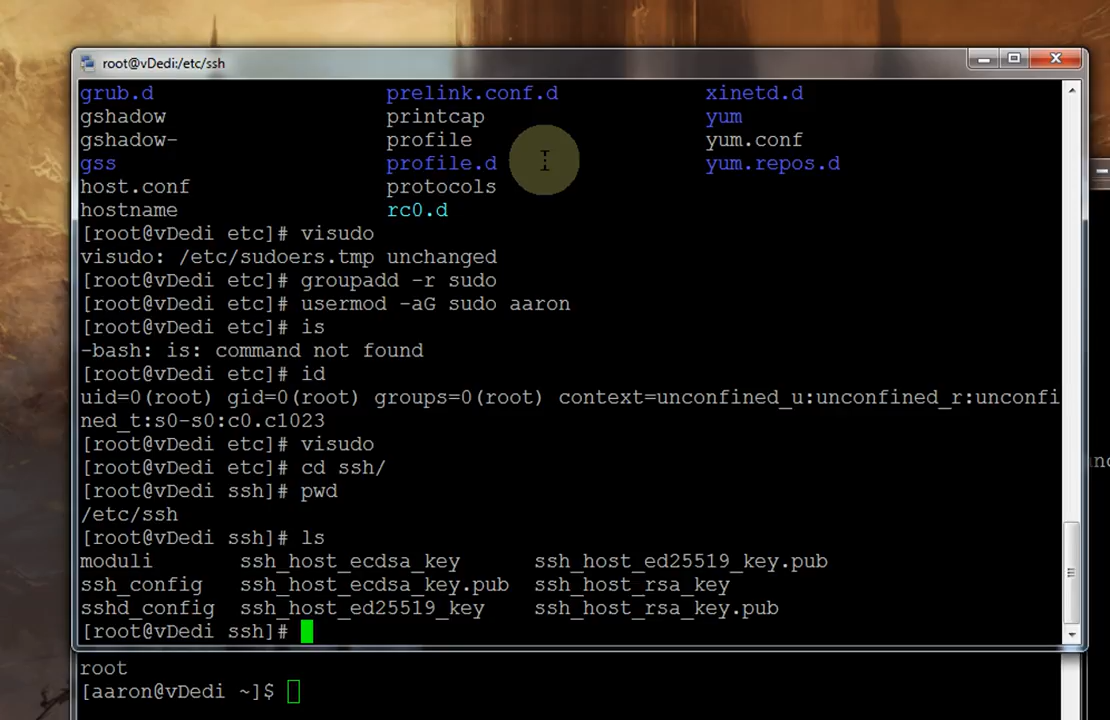 root@vDedi:/etc/ssh
grub.d prelink.conf.d xinetd.d
gshadow printcap yum
gshadow- profile yum.conf
gss profile.d yum.repos.d
host.conf protocols
hostname rc0.d
[root@vDedi etc]# visudo
visudo: /etc/sudoers.tmp unchanged
[root@vDedi etc]# groupadd -r sudo
[root@vDedi etc]# usermod -aG sudo aaron
[root@vDedi etc]# is
-bash: is: command not found
[root@vDedi etc]# id
uid=0(root) gid=0(root) groups=0(root) context=unconfined_u:unconfined_r:unconfi
ned_t:s0-s0:c0.c1023
[root@vDedi etc]# visudo
[root@vDedi etc]# cd ssh/
[root@vDedi ssh]# pwd
/etc/ssh
[root@vDedi ssh]# ls
moduli ssh_host_ecdsa_key ssh_host_ed25519_key.pub
ssh_config ssh_host_ecdsa_key.pub ssh_host_rsa_key
sshd_config ssh_host_ed25519_key ssh_host_rsa_key.pub
[root@vDedi ssh]#
root
[aaron@vDedi ~]$